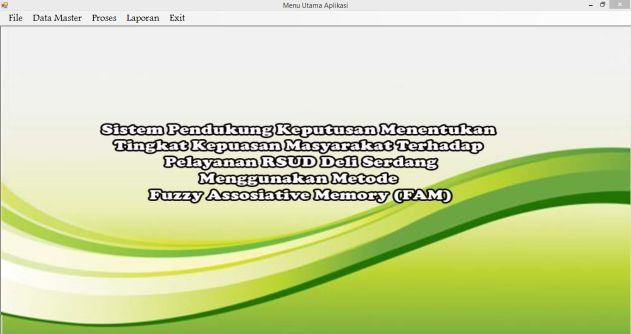 Menu Utama Aplikasi
File Data Master Proses Laporan Exit
Sistem Pendukung Keputusan Menentukan
Tingkat Kepuasan Masyarakat Terhadap
Pelayanan RSUD Deli Serdang
Menggunakan Metode
Fuzzy Assosiative Memory (FAM)